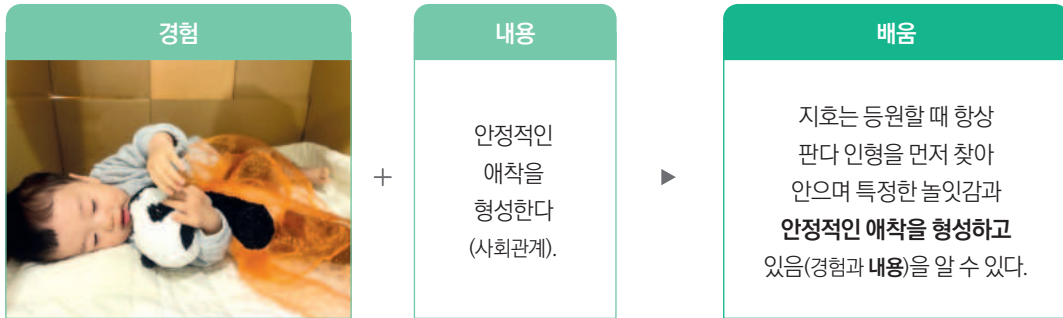 경험
내용
안정적인
애착을
형성한다
(사회관계).
배움
지호는 등원할 때 항상
판다 인형을 먼저 찾아
안으며 특정한 놀잇감과
안정적인 애착을 형성하고
있음(경험과 내용)을 알 수 있다.